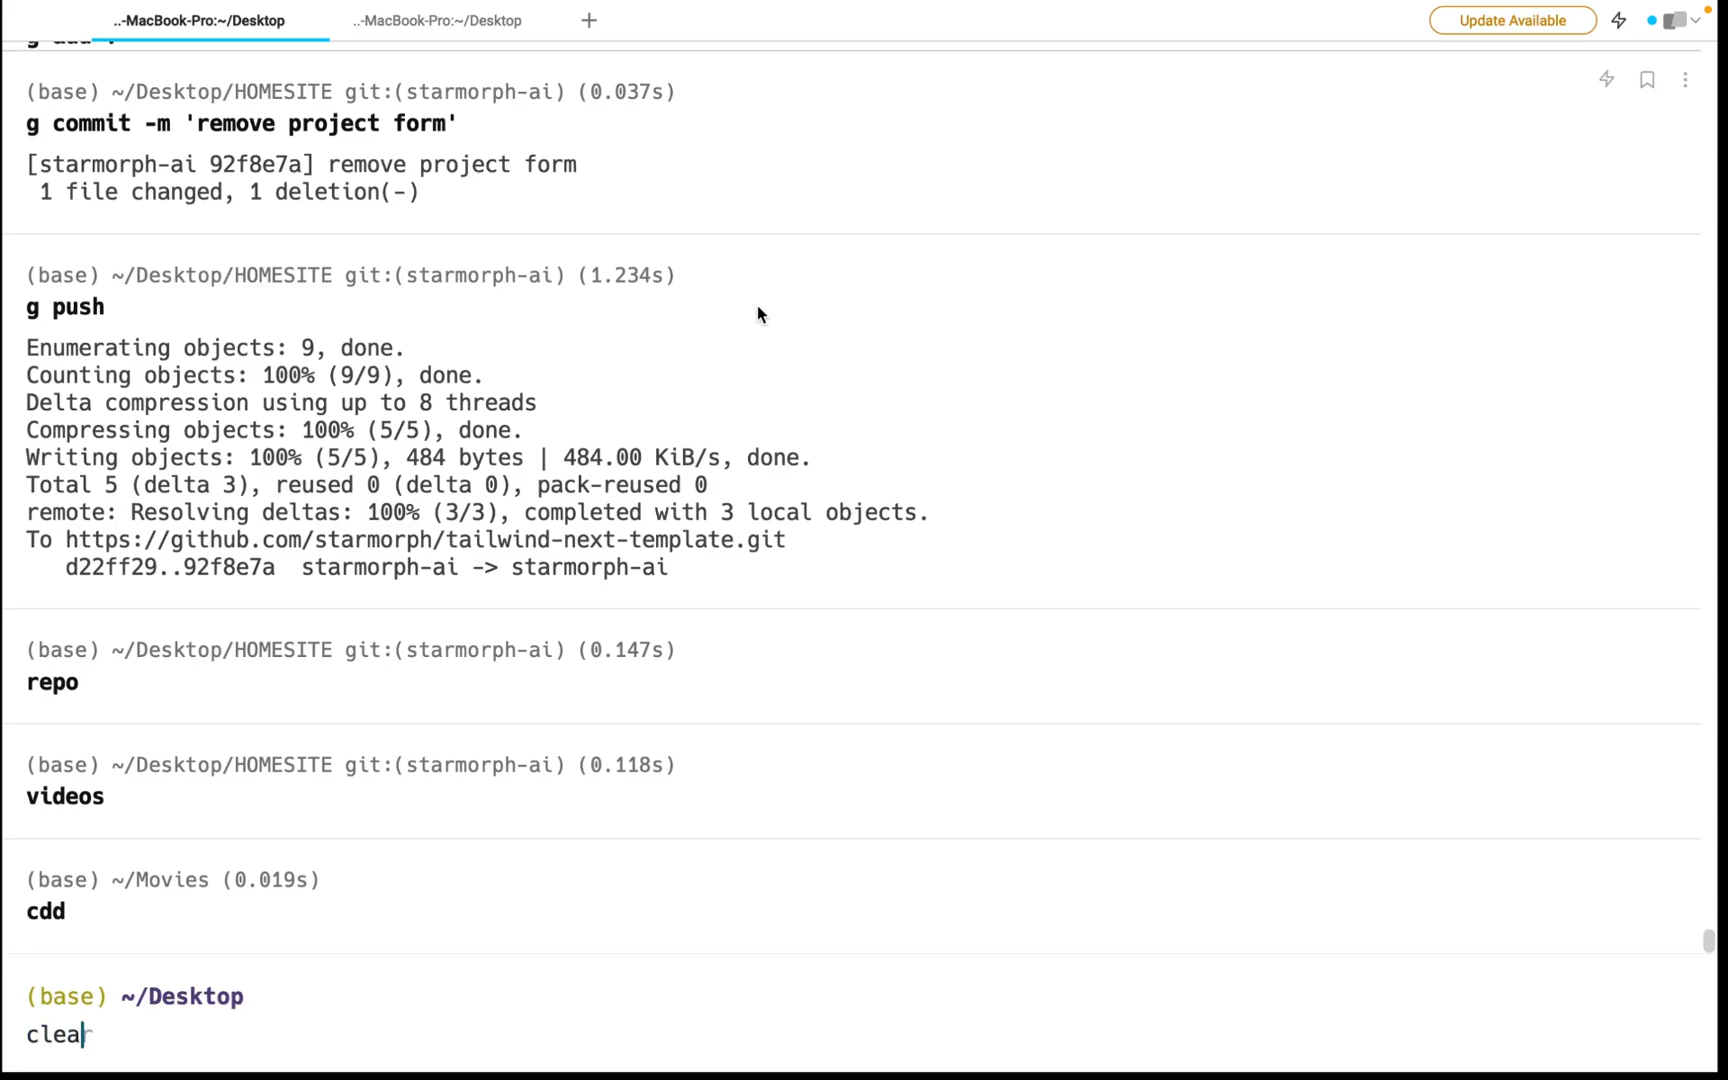 ..-MacBook-Pro:~/Desktop
..-MacBook-Pro:~/Desktop
+
Update Available
g add .
(base) ~/Desktop/HOMESITE git:(starmorph-ai) (0.037s)
g commit -m 'remove project form'
[starmorph-ai 92f8e7a] remove project form
1 file changed, 1 deletion(-)
(base) ~/Desktop/HOMESITE git:(starmorph-ai) (1.234s)
g push
Enumerating objects: 9, done.
Counting objects: 100% (9/9), done.
Delta compression using up to 8 threads
Compressing objects: 100% (5/5), done.
Writing objects: 100% (5/5), 484 bytes | 484.00 KiB/s, done.
Total 5 (delta 3), reused 0 (delta 0), pack-reused 0
remote: Resolving deltas: 100% (3/3), completed with 3 local objects.
To https://github.com/starmorph/tailwind-next-template.git
d22ff29..92f8e7a  starmorph-ai -> starmorph-ai
(base) ~/Desktop/HOMESITE git:(starmorph-ai) (0.147s)
repo
(base) ~/Desktop/HOMESITE git:(starmorph-ai) (0.118s)
videos
(base) ~/Movies (0.019s)
cdd
(base) ~/Desktop
clear